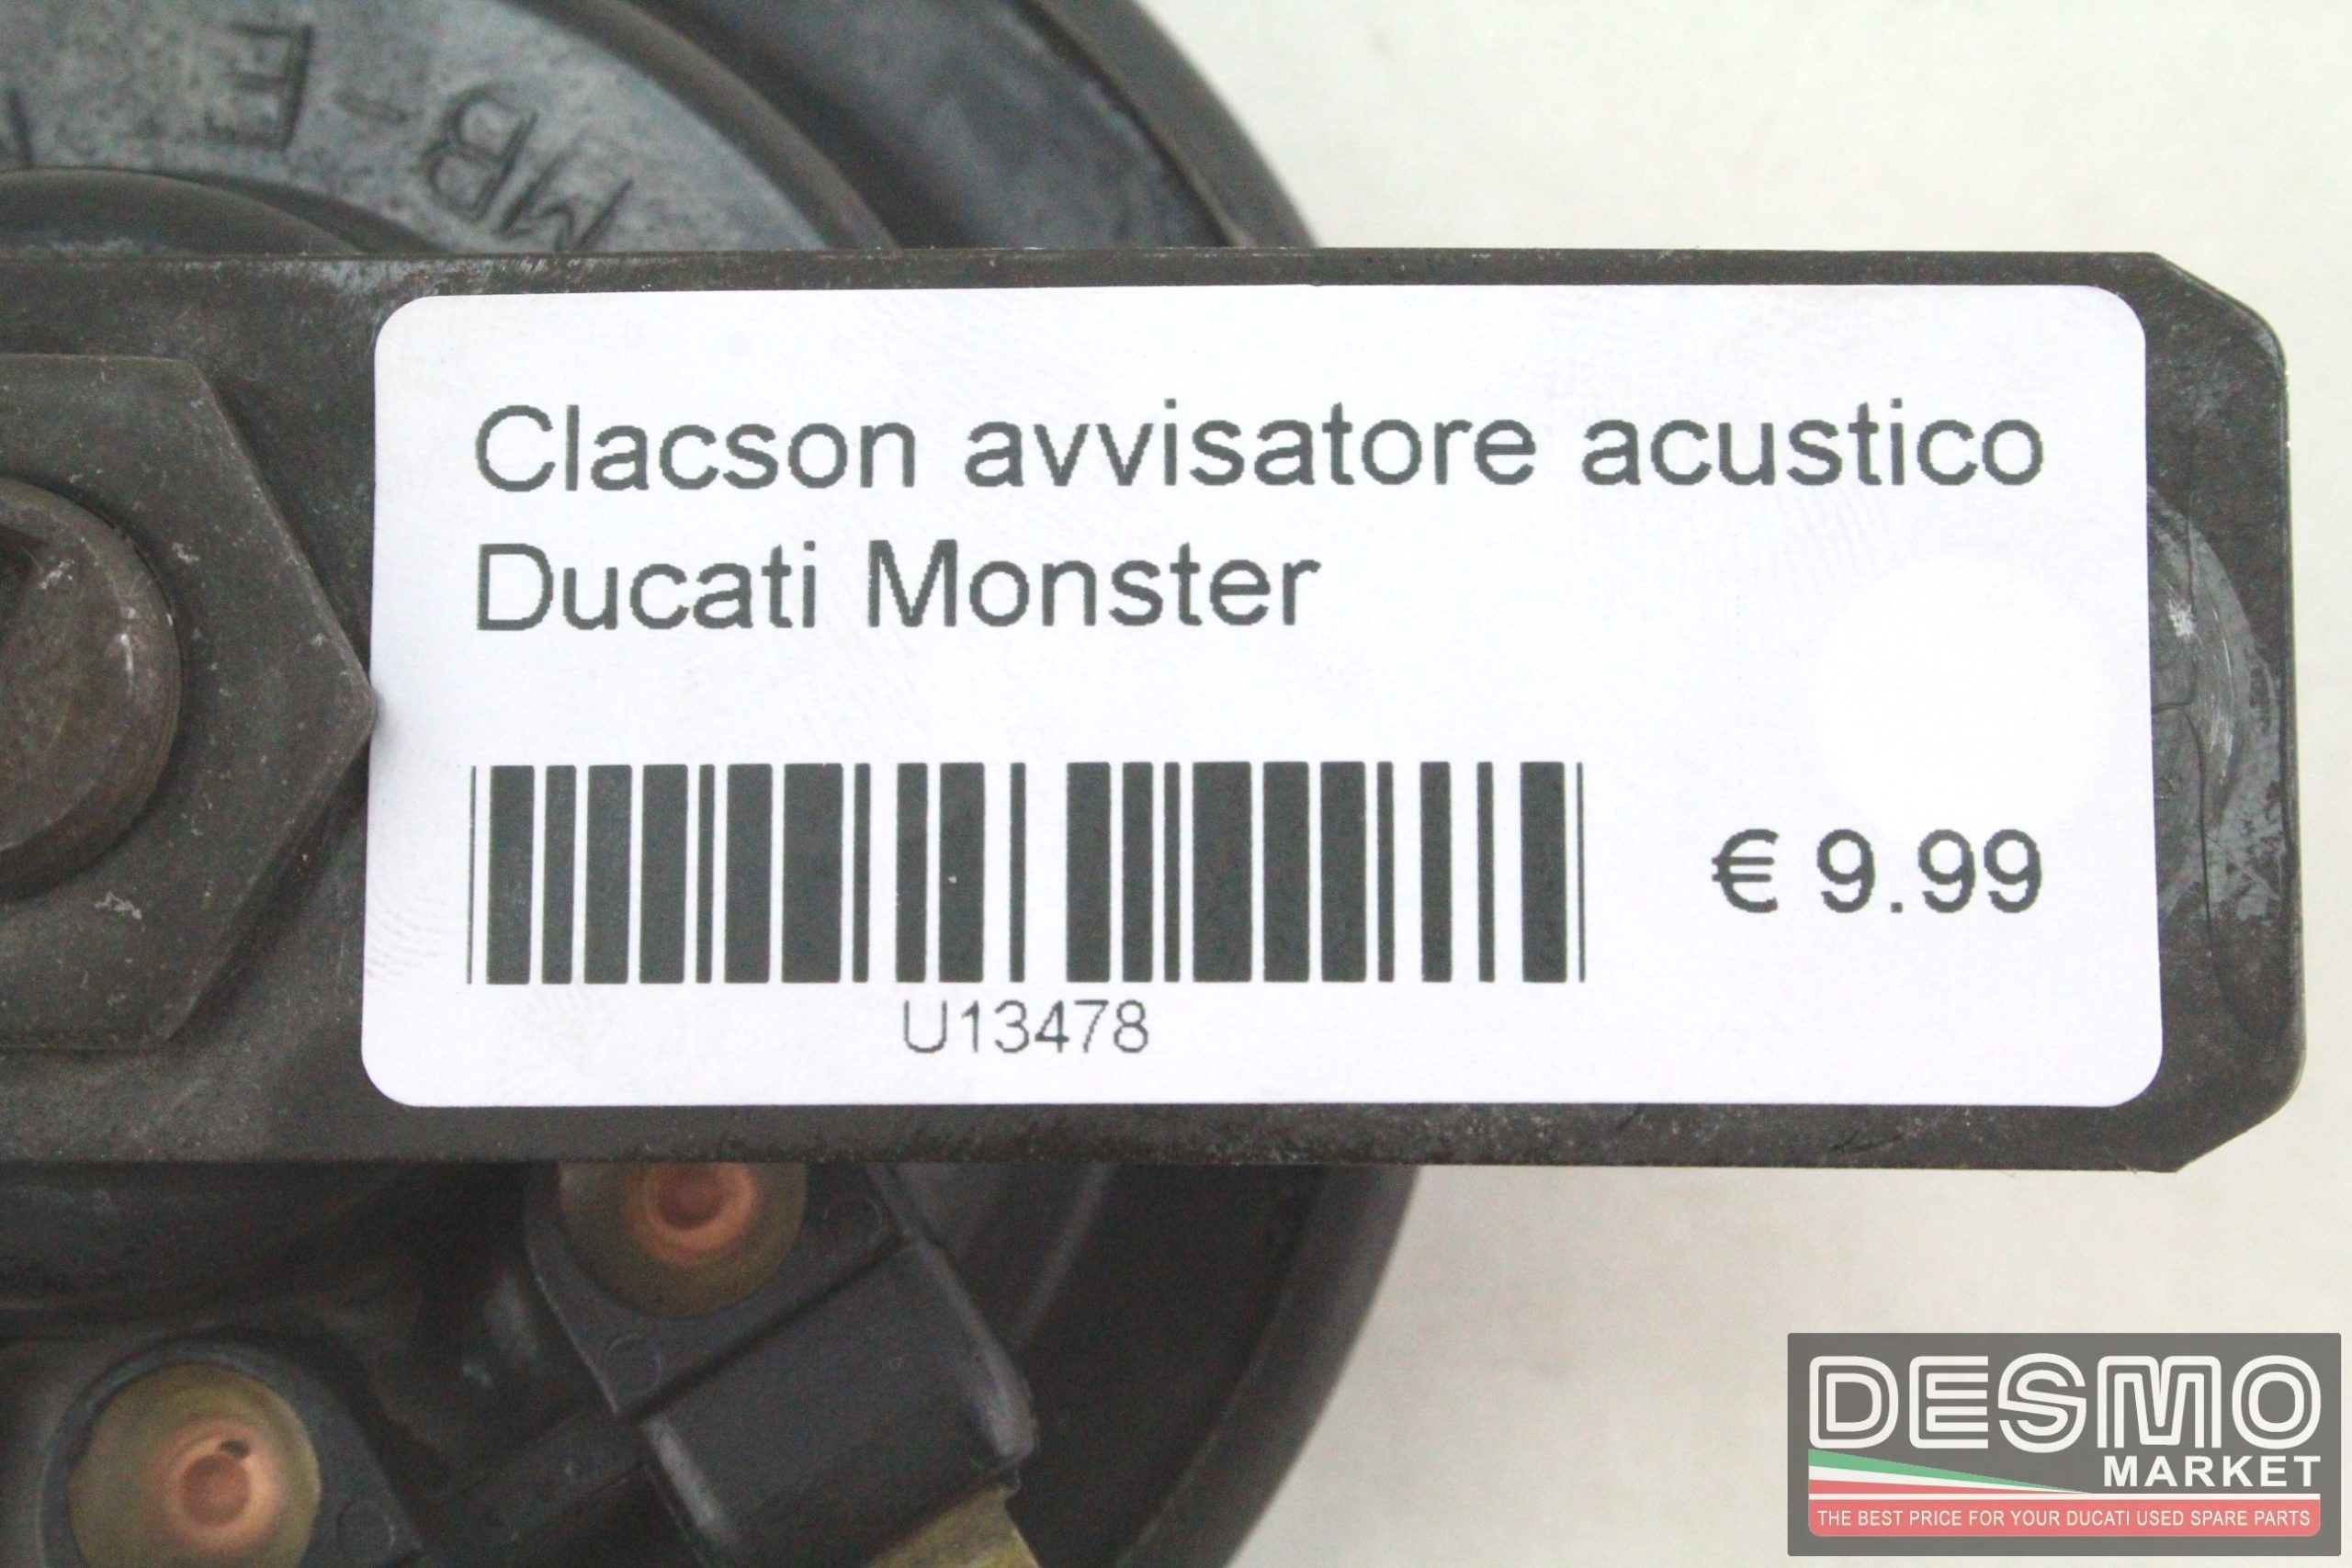 MB-E
Clacson avvisatore acustico
Ducati Monster
€ 9.99
U13478
DESMO
MARKET
THE BEST PRICE FOR YOUR DUCATI USED SPARE PARTS